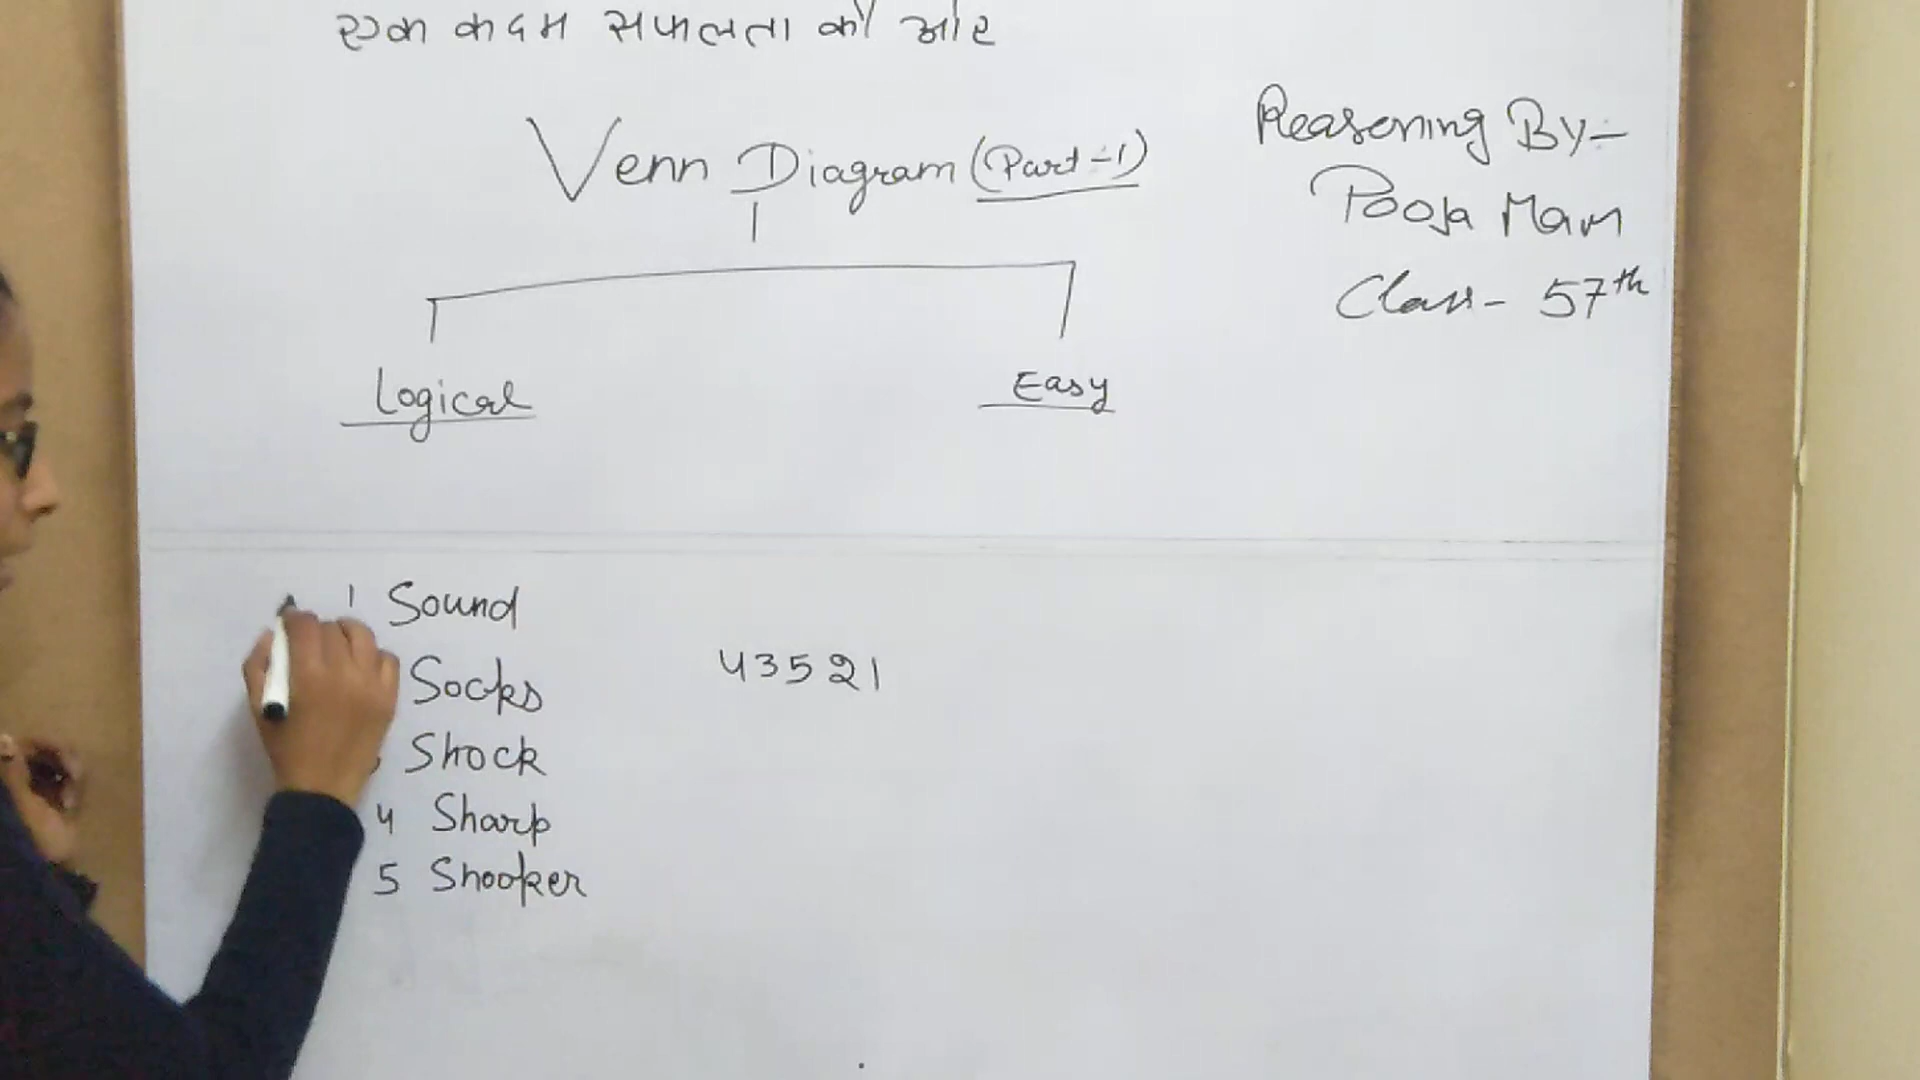 एक कदम सफलता की ओर
Venn Diagram (Part-1)
Reasoning By-
Pooja Mam
Class- 57th
Logical
Easy
1 Sound
Socks
43521
Shock
4 Sharp
5 Shooker